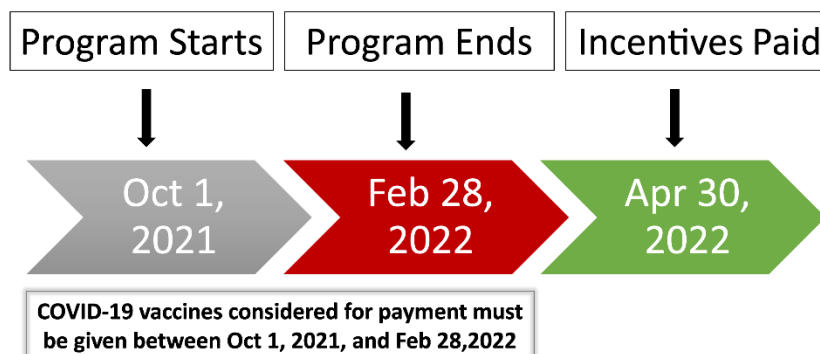 Program Starts
Program Ends
Incentives Paid
Oct 1,
2021
Feb 28,
2022
Apr 30,
2022
COVID-19 vaccines considered for payment must
be given between Oct 1, 2021, and Feb 28,2022